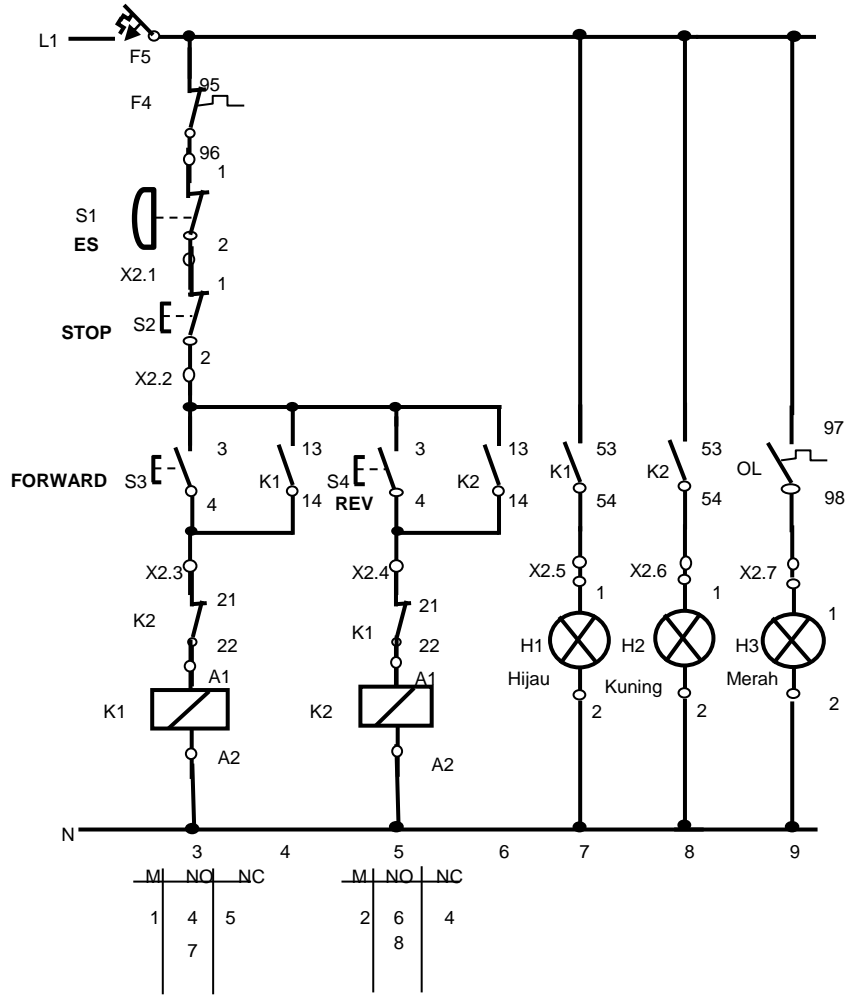 L1
F5
95
F4
96
1
S1
ES
2
X2.1
1
S2
STOP
2
X2.2
3 13 3 13 53 53 97
FORWARD S3 K1 S4 K2 K1 K2 OL
4 14 REV 4 14 54 54 98
X2.3 X2.4 X2.5 X2.6 X2.7
21 21 1 1 1
K2 K1
22 22 H1 H2 H3
A1 A1 Hijau Kuning Merah
K1 K2 2 2 2
A2 A2
N
3 4 5 6 7 8 9
M NO NC M NO NC
1 4 5 2 6 4
7 8